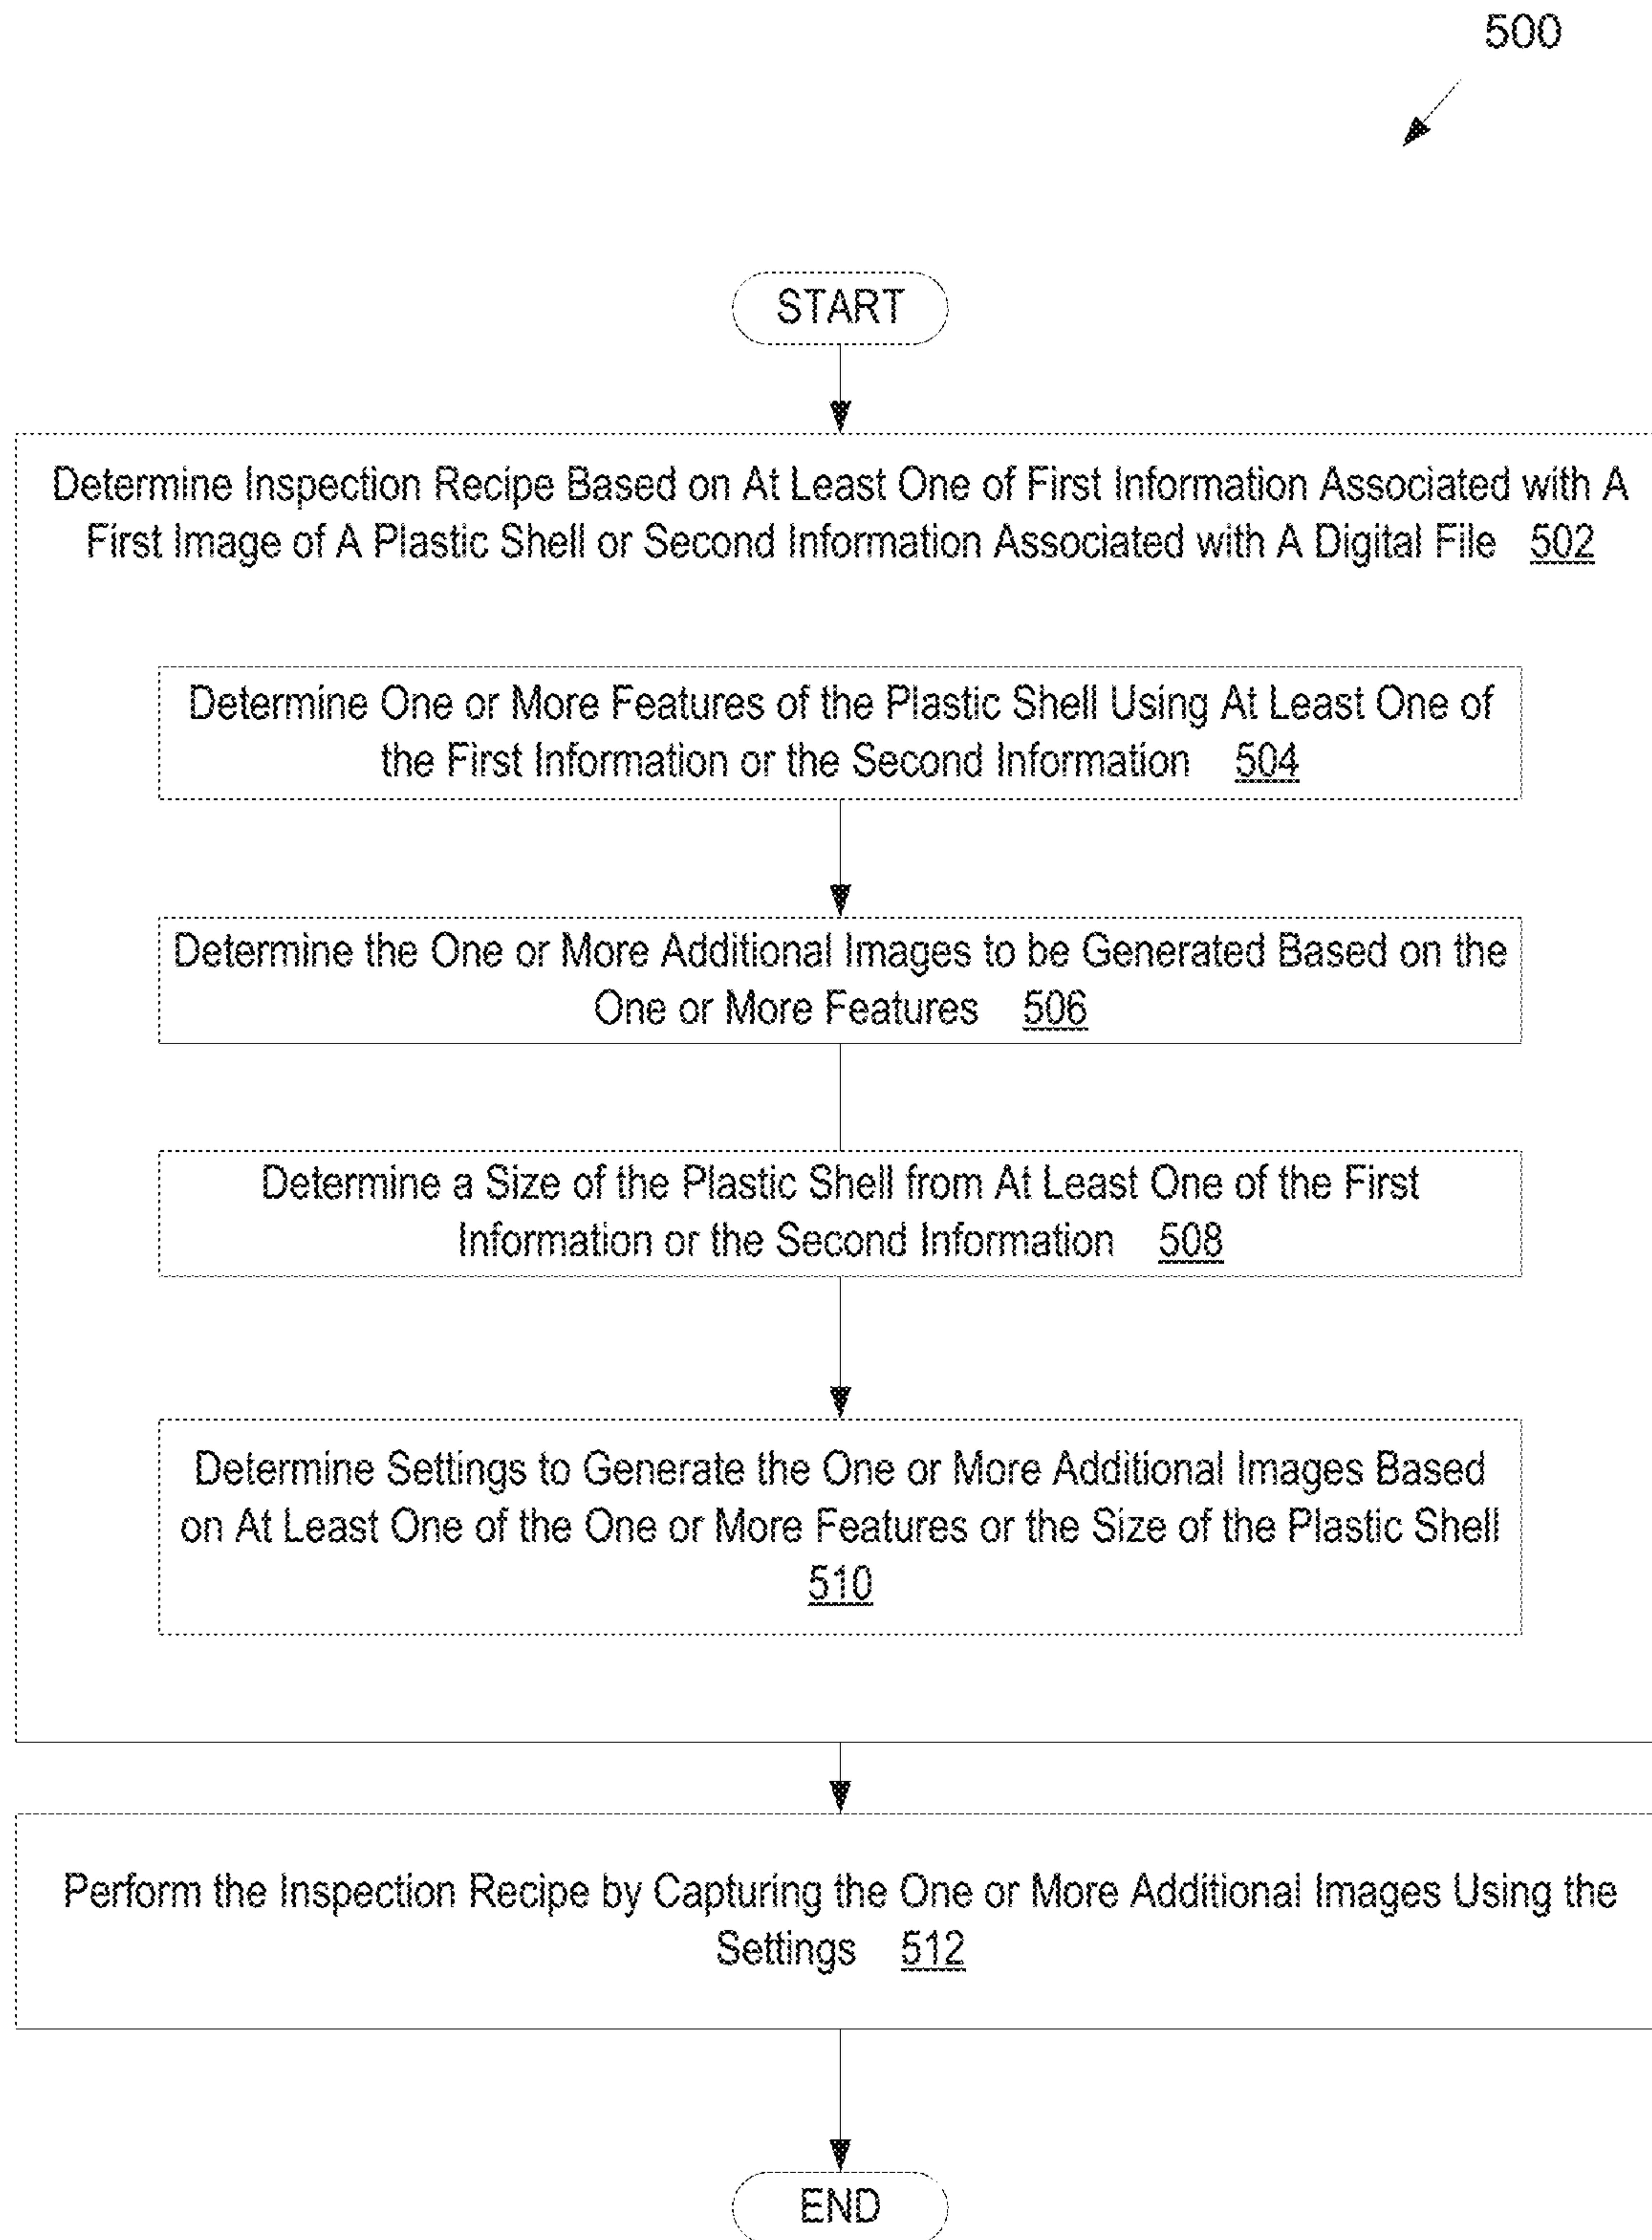 500
START
Determine Inspection Recipe Based on At Least One of First Information Associated with A
First Image of A Plastic Shell or Second Information Associated with A Digital File 502
Determine One or More Features of the Plastic Shell Using At Least One of
the First Information or the Second Information 504
Determine the One or More Additional Images to be Generated Based on the
One or More Features 506
Determine a Size of the Plastic Shell from At Least One of the First
Information or the Second Information 508
Determine Settings to Generate the One or More Additional Images Based
on At Least One of the One or More Features or the Size of the Plastic Shell
510
Perform the Inspection Recipe by Capturing the One or More Additional Images Using the
Settings 512
END